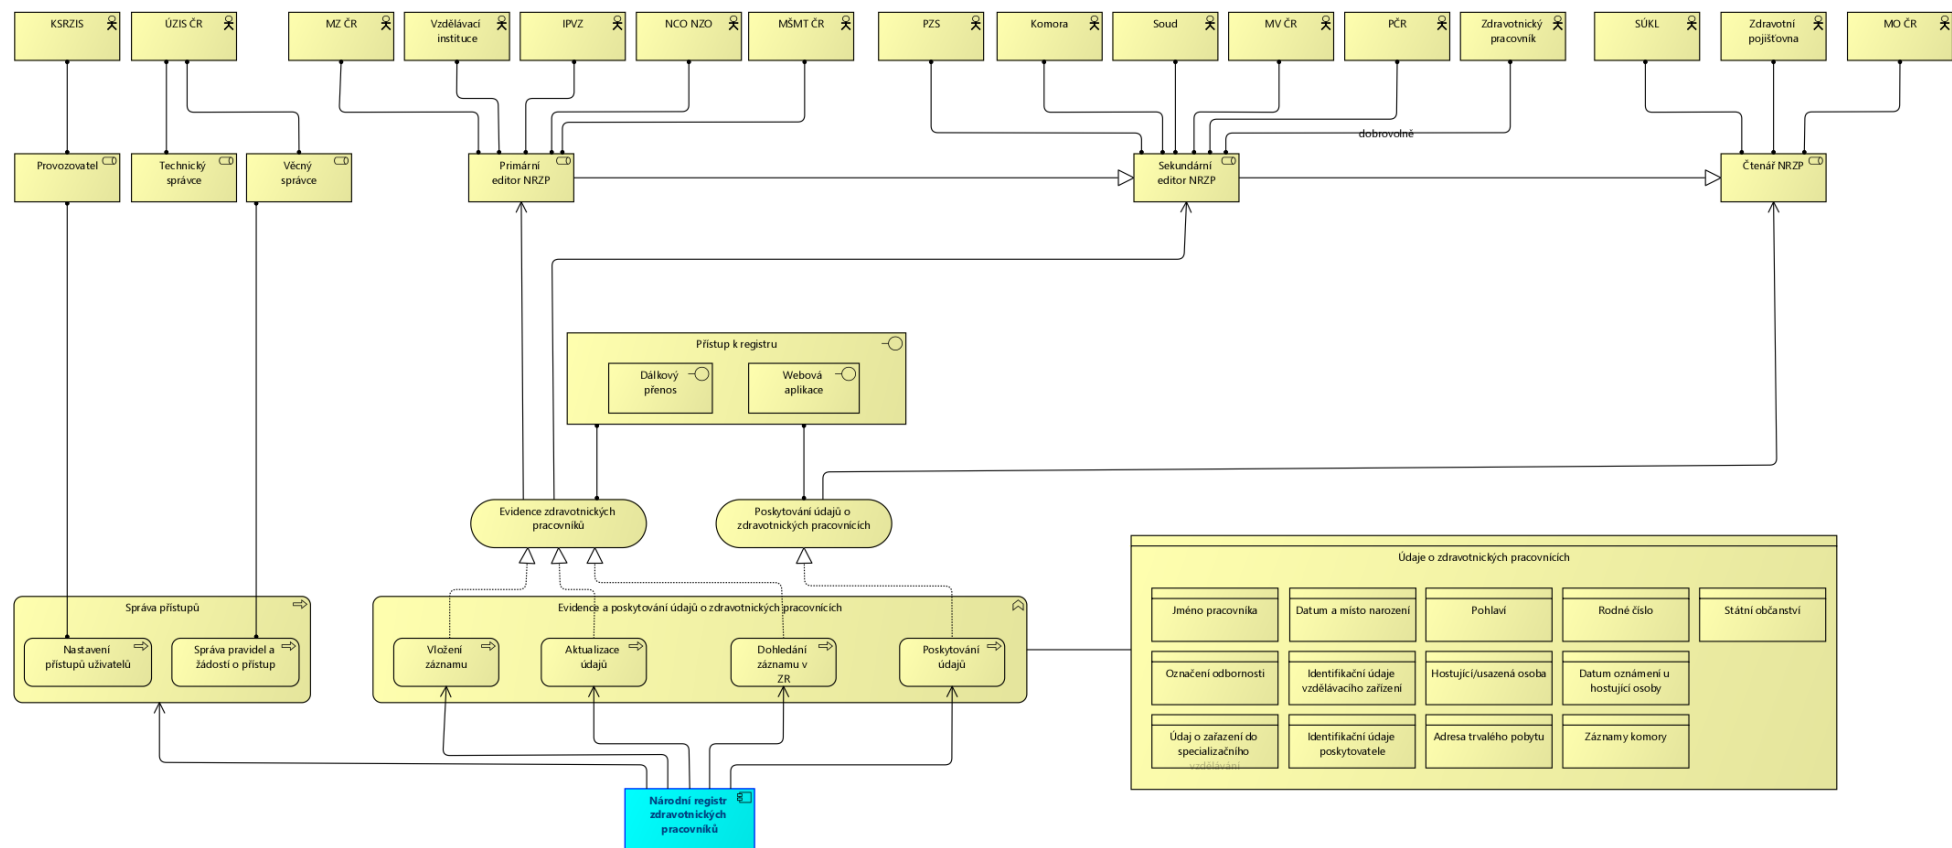 KSRZIS
ÚZIS ČR
MZ ČR
Vzdělávací
instituce
IPVZ
NCO NZO
MŠMT ČR
PZS
Komora
Soud
MV ČR
PČR
Zdravotnický
pracovník
SÚKL
Zdravotní
pojišťovna
MO ČR
dobrovolně
Provozovatel
Technický
správce
Věcný
správce
Primární
editor NRZP
Sekundární
editor NRZP
Čtenář NRZP
Přístup k registru
Dálkový
přenos
Webová
aplikace
Evidence zdravotnických
pracovníků
Poskytování údajů o
zdravotnických pracovnících
Správa přístupů
Nastavení
přístupů uživatelů
Správa pravidel a
žádostí o přístup
Evidence a poskytování údajů o zdravotnických pracovnících
Vložení
záznamu
Aktualizace
údajů
Dohledání
záznamu v
ZR
Poskytování
údajů
Údaje o zdravotnických pracovnících
Jméno pracovníka
Datum a místo narození
Pohlaví
Rodné číslo
Státní občanství
Označení odbornosti
Identifikační údaje
vzdělávacího zařízení
Hostující/usazená osoba
Datum oznámení u
hostující osoby
Údaj o zařazení do
specializačního
vzdělávání
Identifikační údaje
poskytovatele
Adresa trvalého pobytu
Záznamy komory
Národní registr
zdravotnických
pracovníků